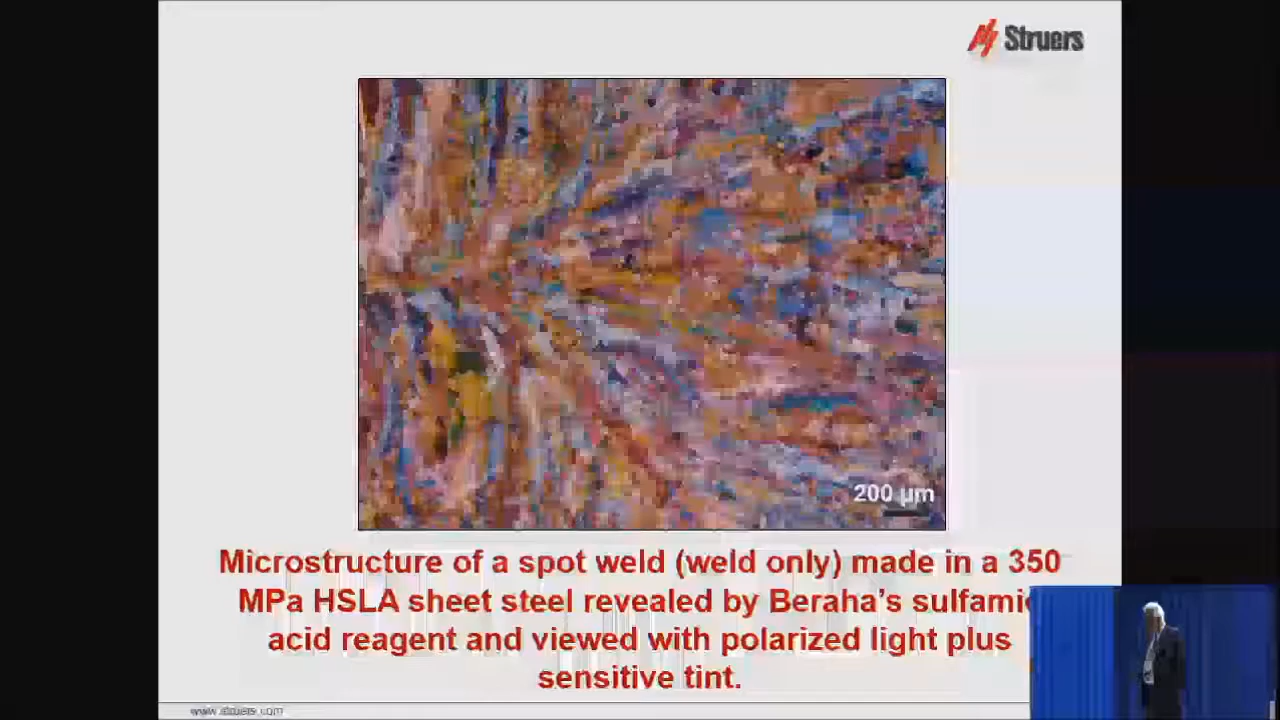 Struers
200 µm
Microstructure of a spot weld (weld only) made in a 350
MPa HSLA sheet steel revealed by Beraha's sulfamic
acid reagent and viewed with polarized light plus
sensitive tint.
www.struers.com